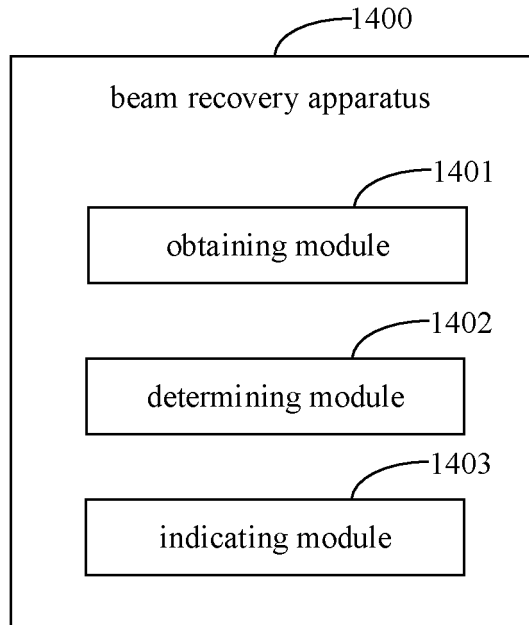 1400
beam recovery apparatus
1401
obtaining module
1402
determining module
1403
indicating module